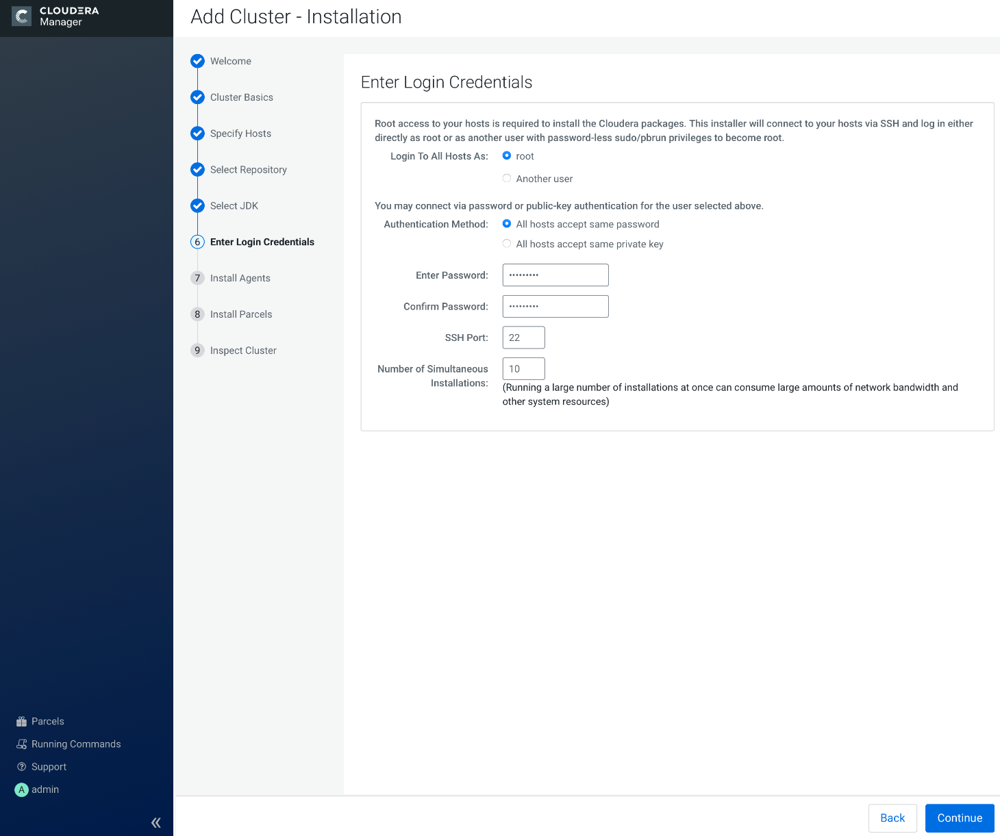 CLOUDERA
Manager
Add Cluster - Installation
Welcome
Cluster Basics
Specify Hosts
Select Repository
Select JDK
6 Enter Login Credentials
7 Install Agents
8 Install Parcels
9 Inspect Cluster
Enter Login Credentials
Root access to your hosts is required to install the Cloudera packages. This installer will connect to your hosts via SSH and log in either
directly as root or as another user with password-less sudo/pbrun privileges to become root.
Login To All Hosts As: root
Another user
You may connect via password or public-key authentication for the user selected above.
Authentication Method: All hosts accept same password
All hosts accept same private key
Enter Password: •••••••••
Confirm Password: •••••••••
SSH Port: 22
Number of Simultaneous
Installations: 10
(Running a large number of installations at once can consume large amounts of network bandwidth and
other system resources)
Parcels
Running Commands
Support
A admin
Back
Continue